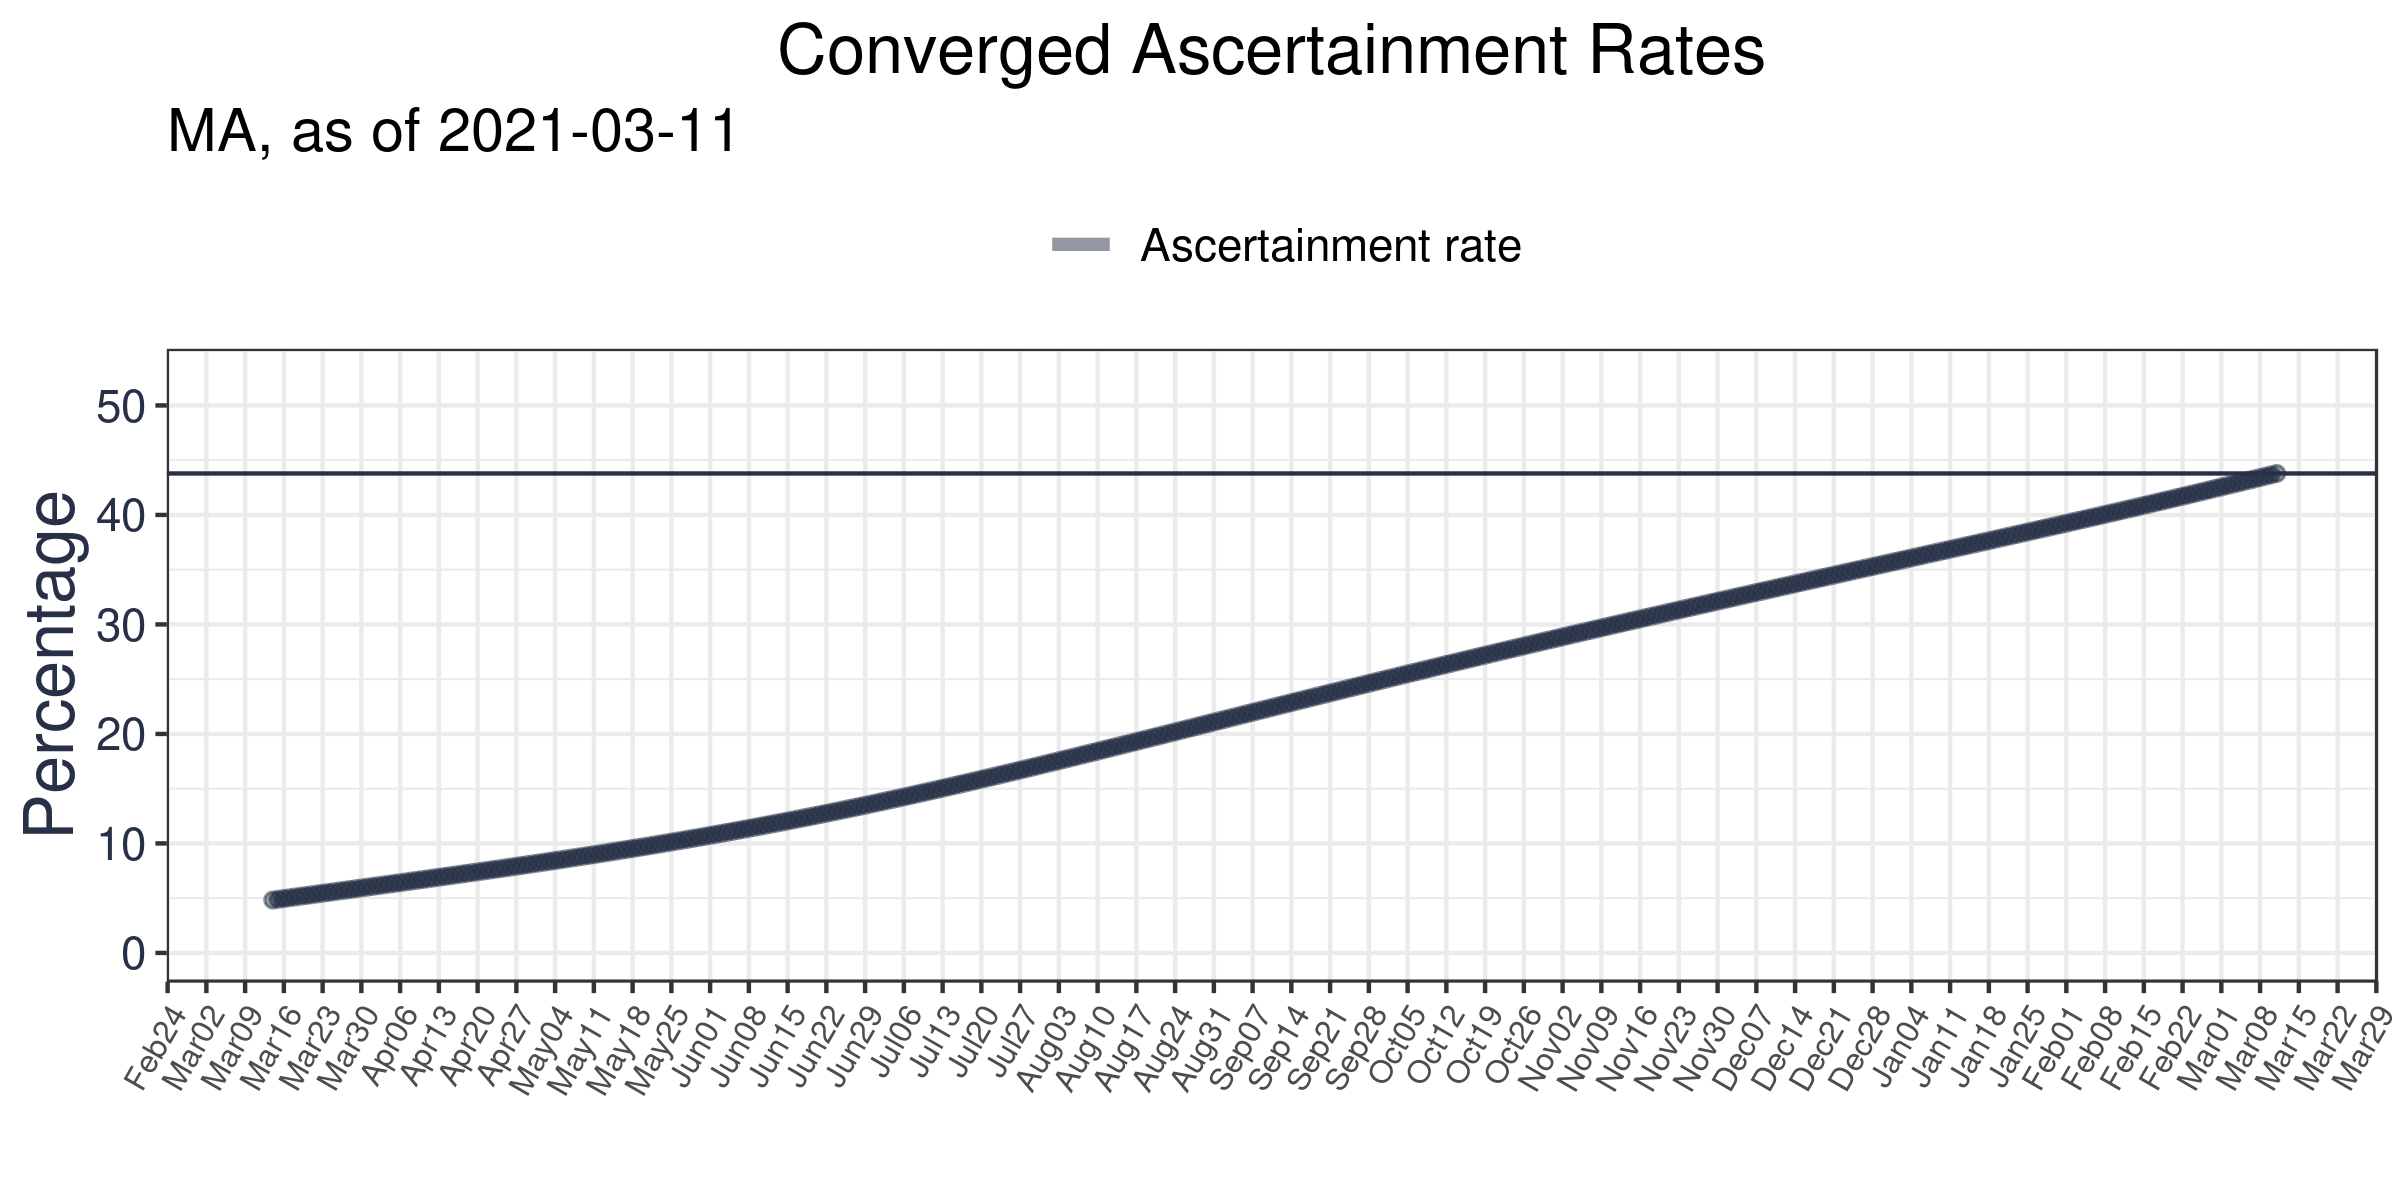 Converged Ascertainment Rates
MA, as of 2021-03-11
Ascertainment rate
Percentage
50
40
30
20
10
0
Feb24 Mar02 Mar09 Mar16 Mar23 Mar30 Apr06 Apr13 Apr20 Apr27 May04 May11 May18 May25 Jun01 Jun08 Jun15 Jun22 Jun29 Jul06 Jul13 Jul20 Jul27 Aug03 Aug10 Aug17 Aug24 Aug31 Sep07 Sep14 Sep21 Sep28 Oct05 Oct12 Oct19 Oct26 Nov02 Nov09 Nov16 Nov23 Nov30 Dec07 Dec14 Dec21 Dec28 Jan04 Jan11 Jan18 Jan25 Feb01 Feb08 Feb15 Feb22 Mar01 Mar08 Mar15 Mar22 Mar29